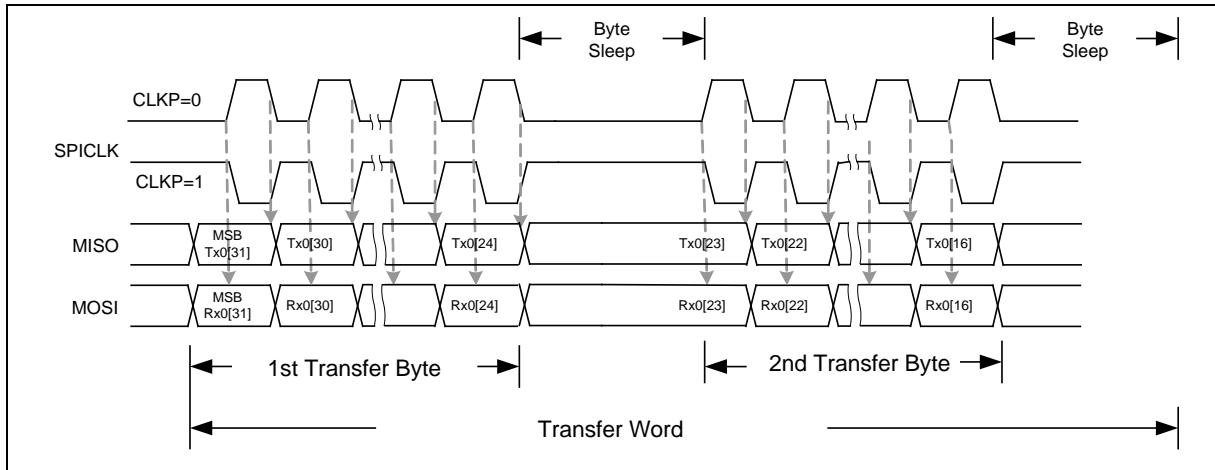 Byte
Sleep
Byte
Sleep
CLKP=0
SPICLK
CLKP=1
MISO
MSB
Tx0[31]
Tx0[30]
Tx0[24]
Tx0[23]
Tx0[22]
Tx0[16]
MOSI
MSB
Rx0[31]
Rx0[30]
Rx0[24]
Rx0[23]
Rx0[22]
Rx0[16]
1st Transfer Byte
2nd Transfer Byte
Transfer Word